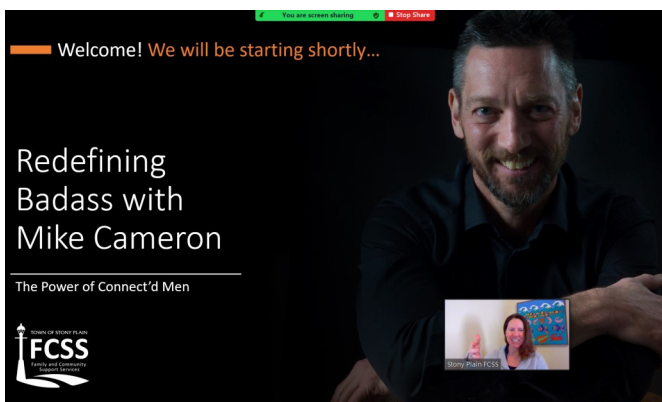 You are screen sharing
Stop Share
Welcome! We will be starting shortly...
Redefining
Badass with
Mike Cameron
The Power of Connect'd Men
TOWN OF STONY PLAIN
FCSS
Family and Community
Support Services
Stony Plain FCSS